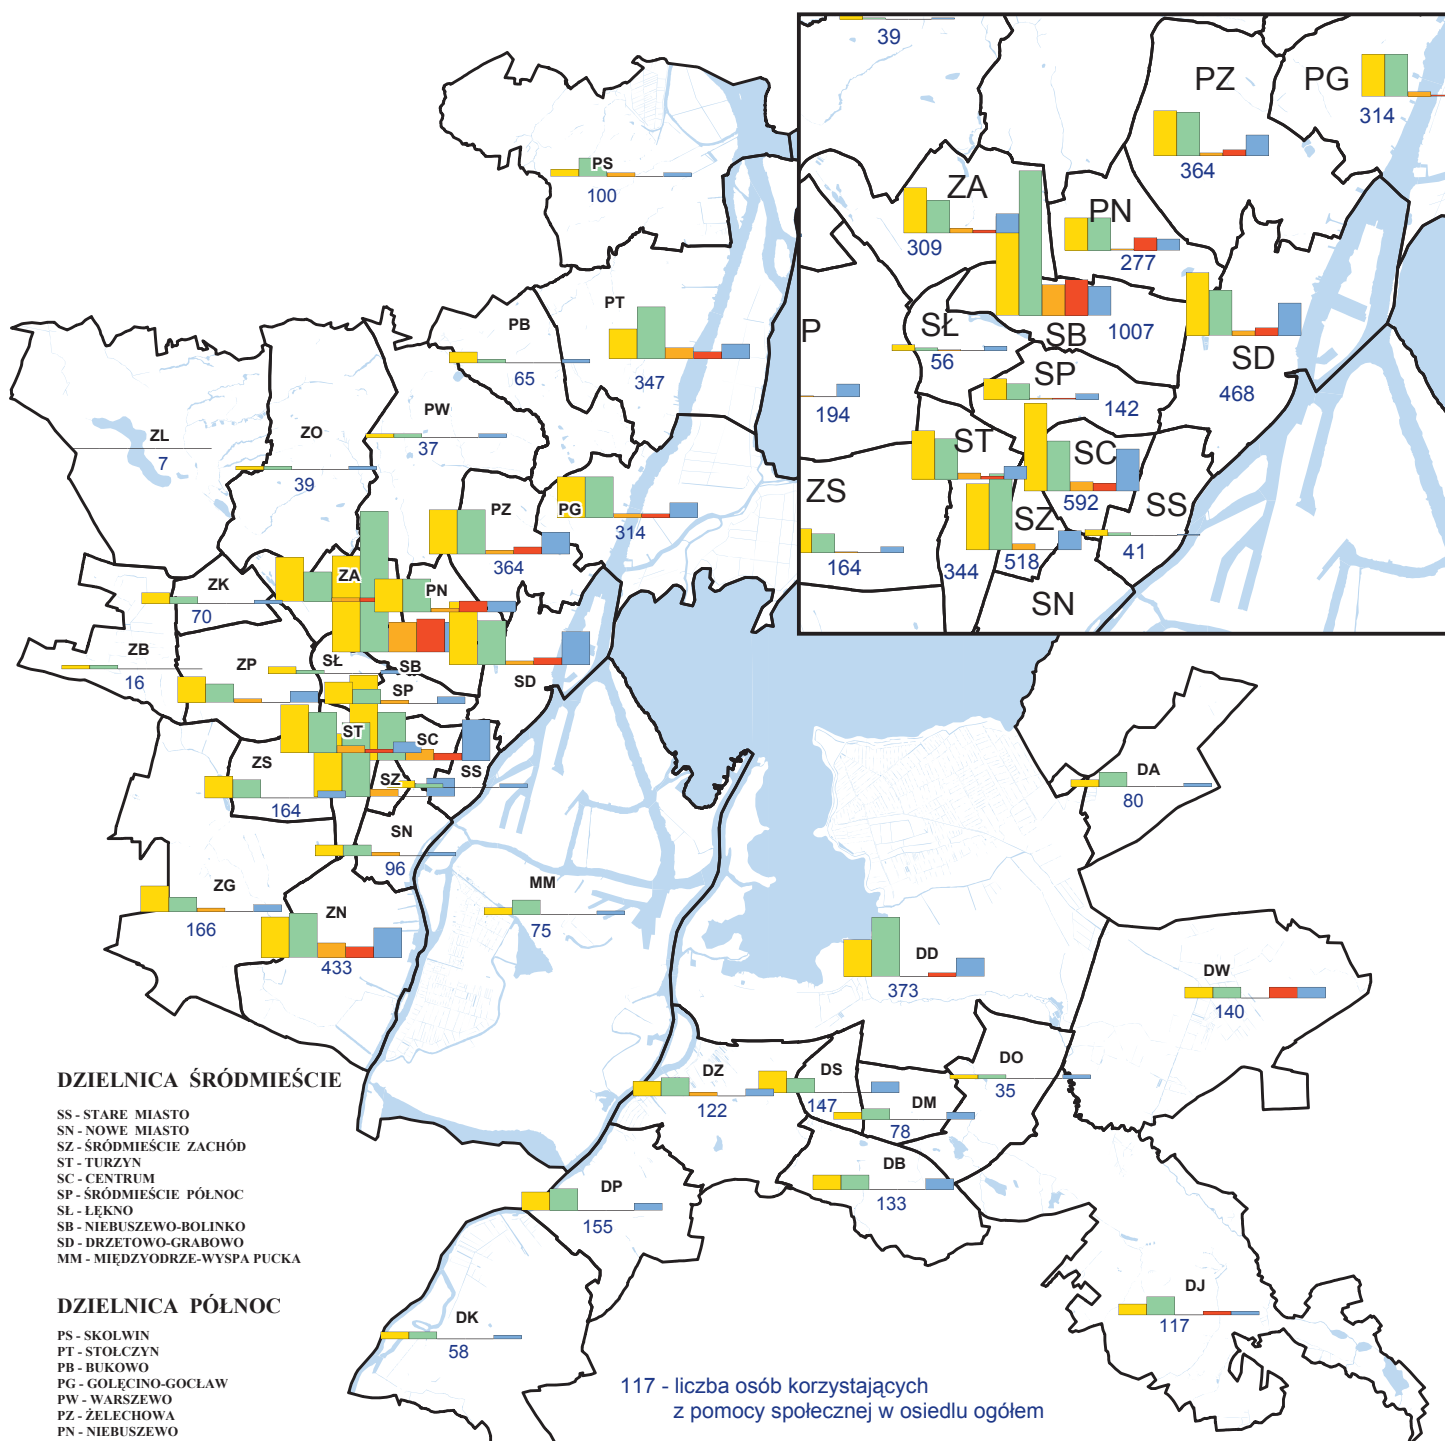 39
PZ
PG
314
364
PS
100
ZA
PN
309
277
PB
PT
65
347
SŁ
SB
1007
SD
56
P
SP
468
194
142
ZL
7
ZO
39
PW
37
ST
SC
592
ZS
SZ
SS
164
344
518
41
SN
PZ
PG
314
364
ZK
ZA
PN
70
ZB
16
ZP
SŁ
SB
SP
SD
ST
SC
SS
ZS
SZ
164
SN
96
DA
80
ZG
166
ZN
433
MM
75
DD
373
DW
140
DZ
122
DS
147
DM
78
DO
35
DB
133
DP
155
DK
58
DJ
117
DZIELNICA ŚRÓDMIEŚCIE
SS - STARE MIASTO
SN - NOWE MIASTO
SZ - ŚRÓDMIEŚCIE ZACHÓD
ST - TURZYN
SC - CENTRUM
SP - ŚRÓDMIEŚCIE PÓŁNOC
SŁ - ŁĘKNO
SB - NIEBUSZEWO-BOLINKO
SD - DRZETOWO-GRABOWO
MM - MIĘDZYODRZE-WYSPA PUCKA
DZIELNICA PÓŁNOC
PS - SKOLWIN
PT - STOŁCZYN
PB - BUKOWO
PG - GOLĘCINO-GOCŁAW
PW - WARSZEWO
PZ - ŻELECHOWA
PN - NIEBUSZEWO
117 - liczba osób korzystających
z pomocy społecznej w osiedlu ogółem